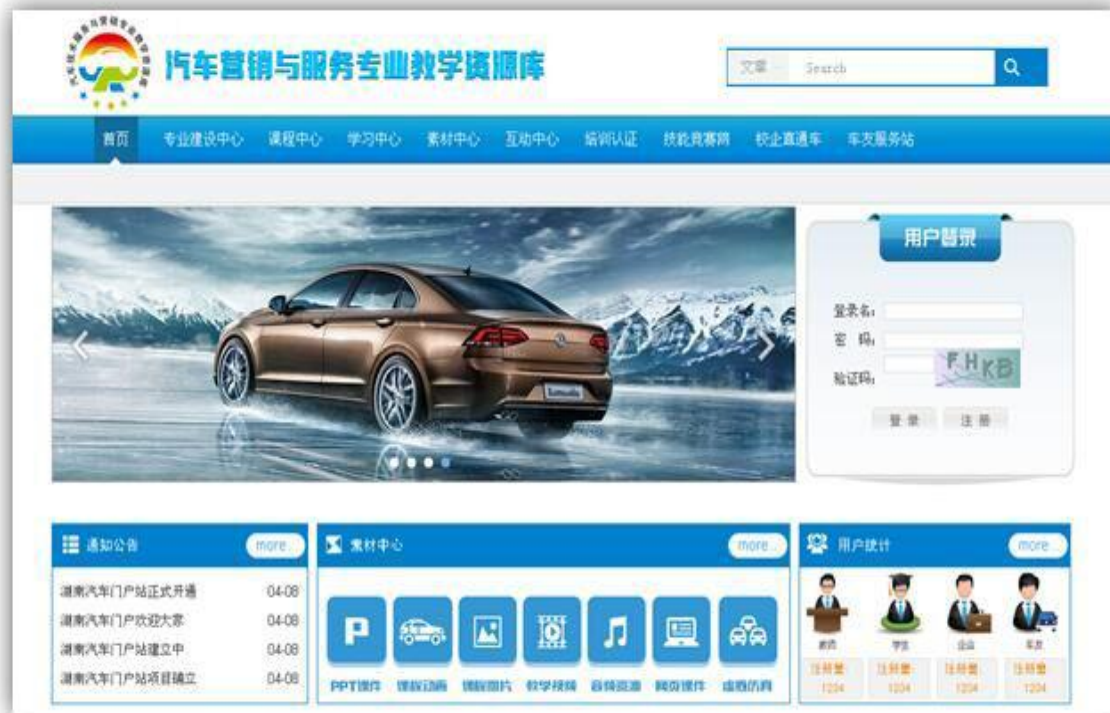 汽车营销与服务专业教学资源库
文章 Search
首页 专业建设中心 课程中心 学习中心 素材中心 互动中心 培训认证 技能竞赛网 校企直通车 车友服务站
用户登录
登录名:
密 码:
验证码:
FHKB
登 录 注 册
通知公告 more
湖南汽车门户站正式开通 04-08
湖南汽车门户欢迎大家 04-08
湖南汽车门户站建立中 04-08
湖南汽车门户站项目确立 04-08
素材中心 more
PPT课件 课程动画 课程图片 教学视频 音频资源 网页课件 虚拟仿真
用户统计 more
教师 学生 企业 车友
注册量: 注册量: 注册量: 注册量:
1204 1204 1204 1204